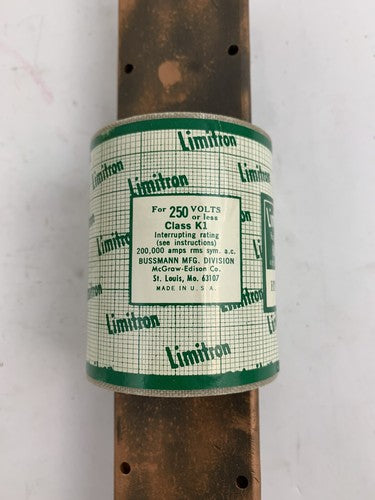 Limitron
Limitron
For 250 VOLTS
or less
Class K1
Interrupting rating
(see instructions)
200,000 amps rms sym. a.c.
BUSSMANN MFG. DIVISION
McGraw-Edison Co.
St. Louis, Mo. 63107
MADE IN U.S.A.
Limitron
Limitron
Limitron